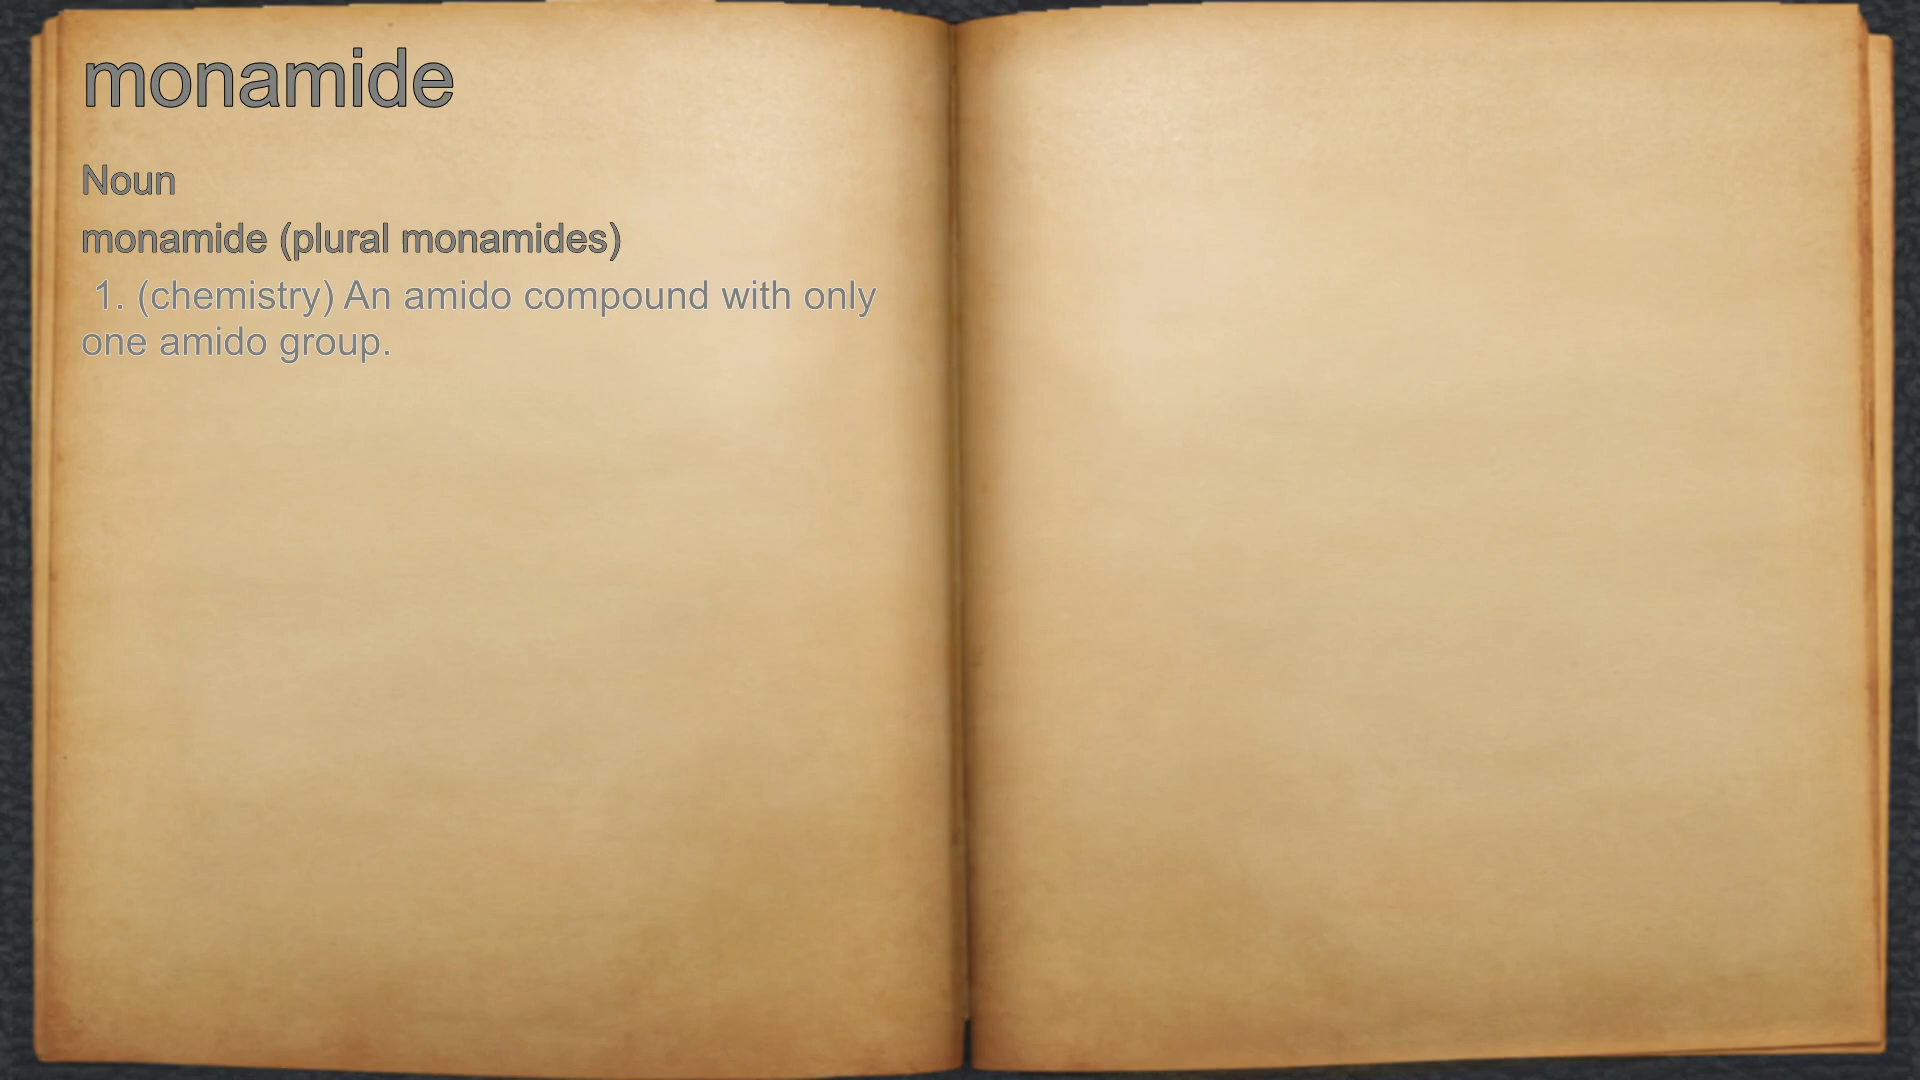 monamide
Noun
monamide (plural monamides)
1. (chemistry) An amido compound with only
one amido group.